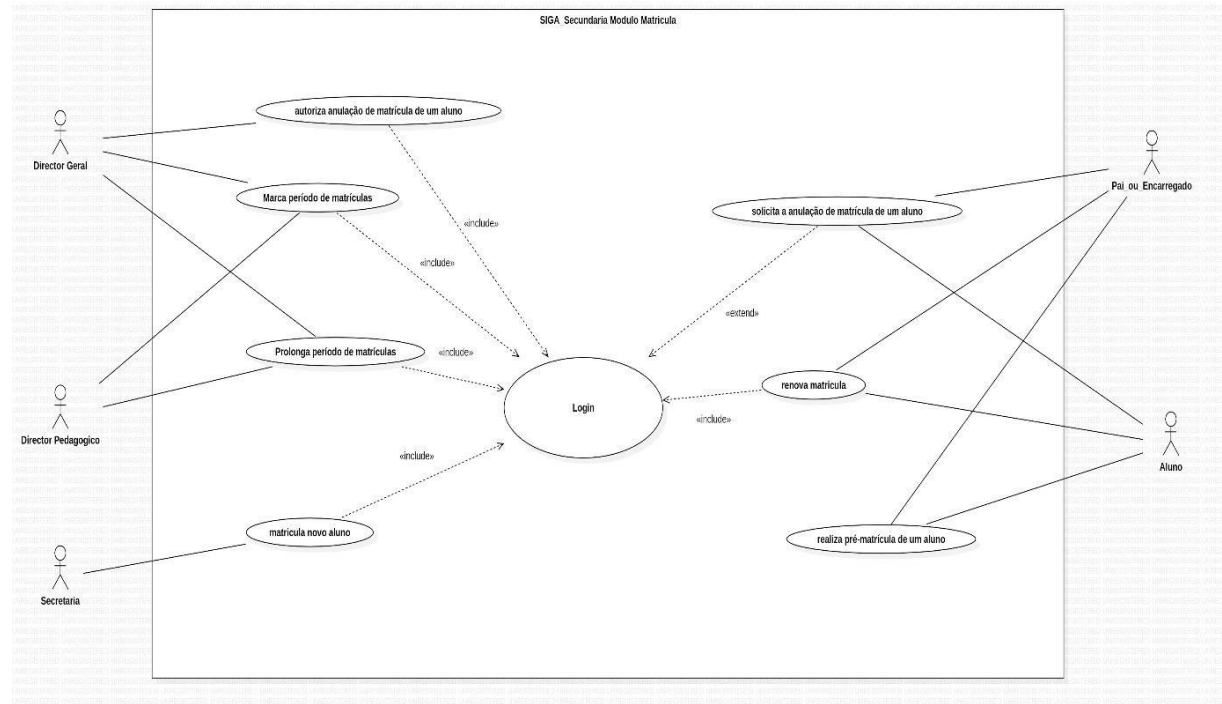 SIGA_Secundaria Modulo Matricula
autoriza anulação de matrícula de um aluno
Director Geral
Pai_ou_Encarregado
Marca período de matrículas
solicita a anulação de matrícula de um aluno
«include»
«include»
«extend»
Prolonga período de matrículas
«include»
renova matricula
Login
«include»
Director Pedagogico
«include»
Aluno
matricula novo aluno
realiza pré-matrícula de um aluno
Secretaria